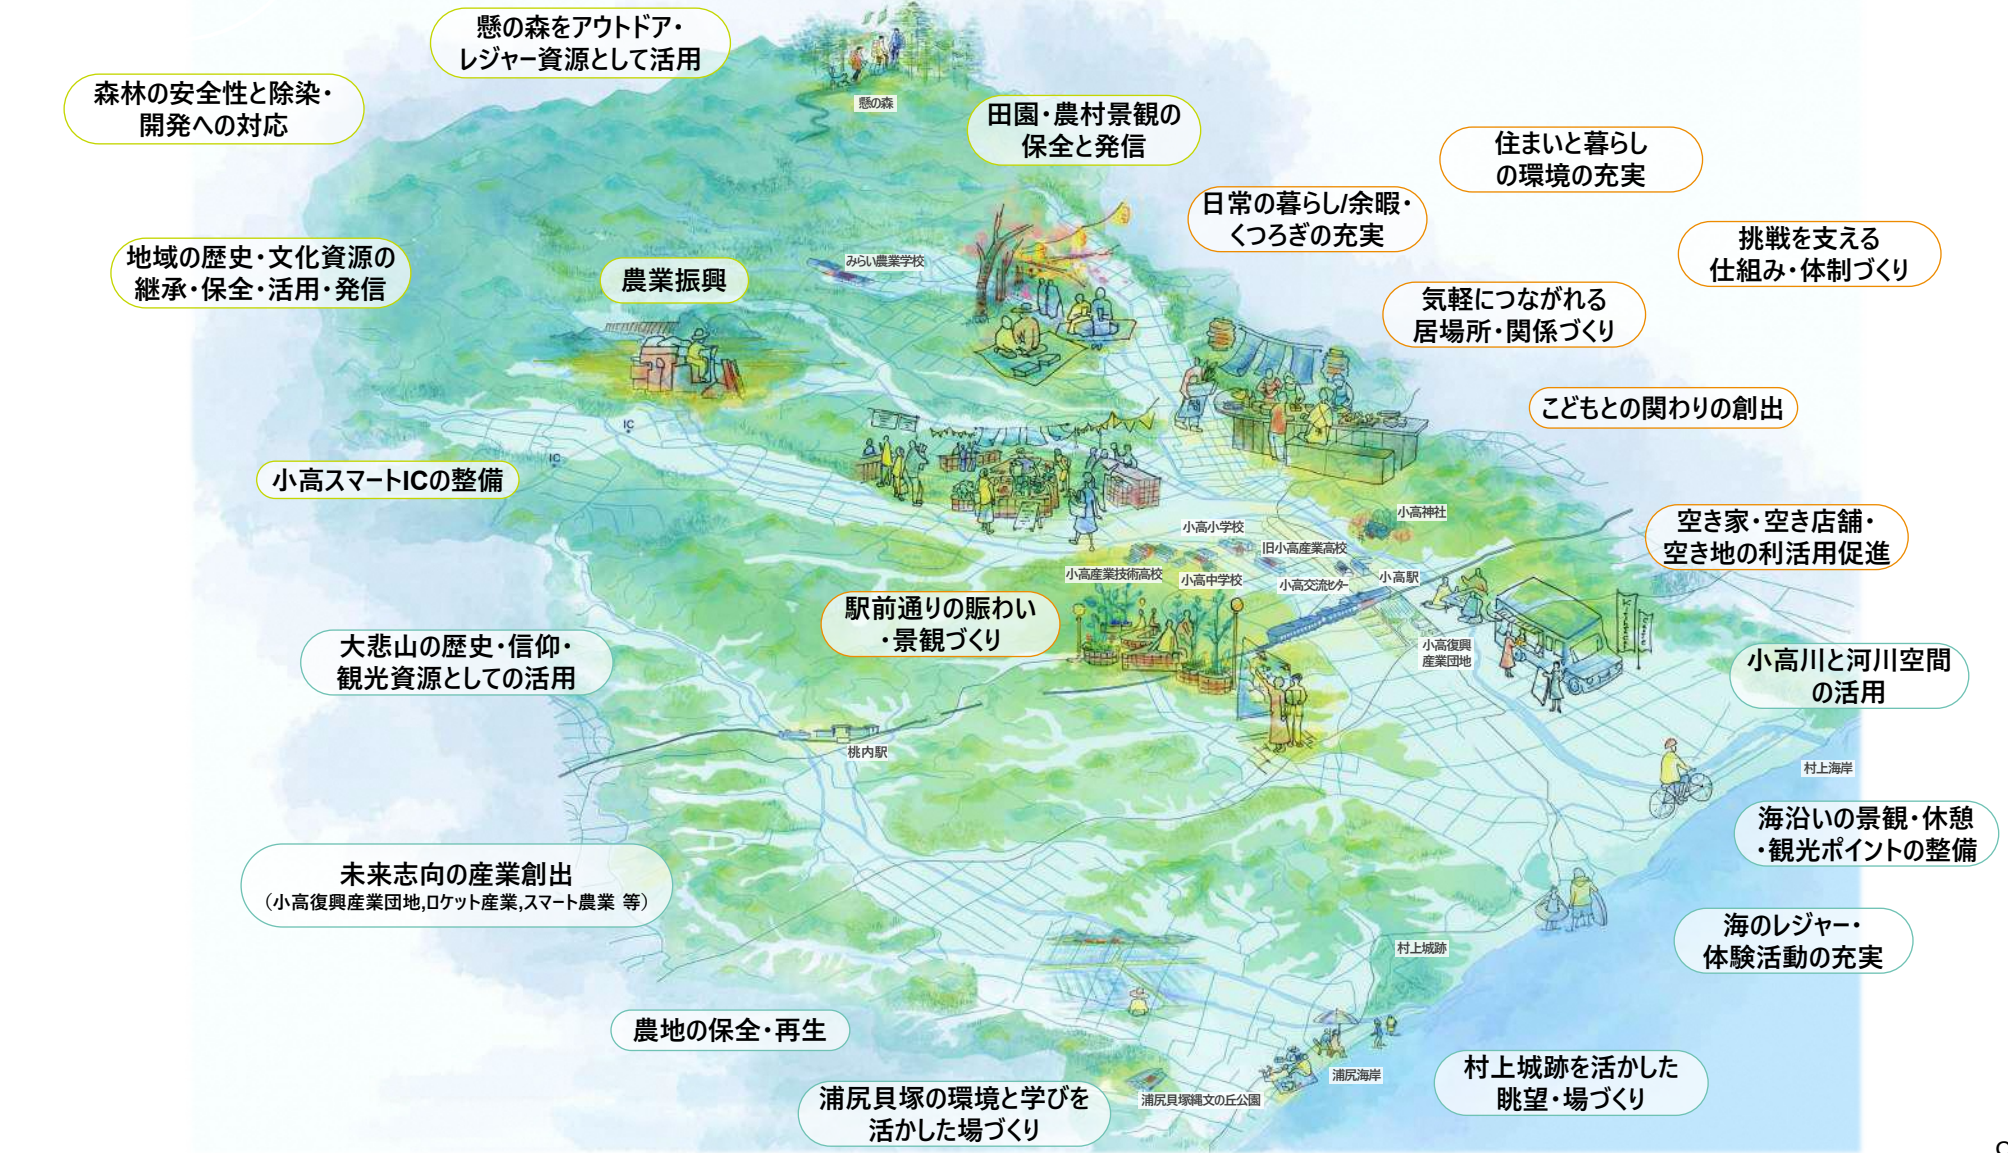 懸の森をアウトドア・
レジャー資源として活用
森林の安全性と除染・
開発への対応
懸の森
田園・農村景観の
保全と発信
住まいと暮らし
の環境の充実
日常の暮らし/余暇・
くつろぎの充実
挑戦を支える
仕組み・体制づくり
地域の歴史・文化資源の
継承・保全・活用・発信
農業振興
みらい農業学校
気軽につながれる
居場所・関係づくり
こどもとの関わりの創出
IC
IC
小高スマートICの整備
小高神社
小高小学校
旧小高産業高校
空き家・空き店舗・
空き地の利活用促進
小高産業技術高校
小高中学校
小高交流センター
小高駅
駅前通りの賑わい
・景観づくり
大悲山の歴史・信仰・
観光資源としての活用
小高復興
産業団地
小高川と河川空間
の活用
桃内駅
村上海岸
海沿いの景観・休憩
・観光ポイントの整備
未来志向の産業創出
（小高復興産業団地,ロケット産業,スマート農業 等）
海のレジャー・
体験活動の充実
村上城跡
農地の保全・再生
浦尻海岸
村上城跡を活かした
眺望・場づくり
浦尻貝塚の環境と学びを
活かした場づくり
浦尻貝塚縄文の丘公園